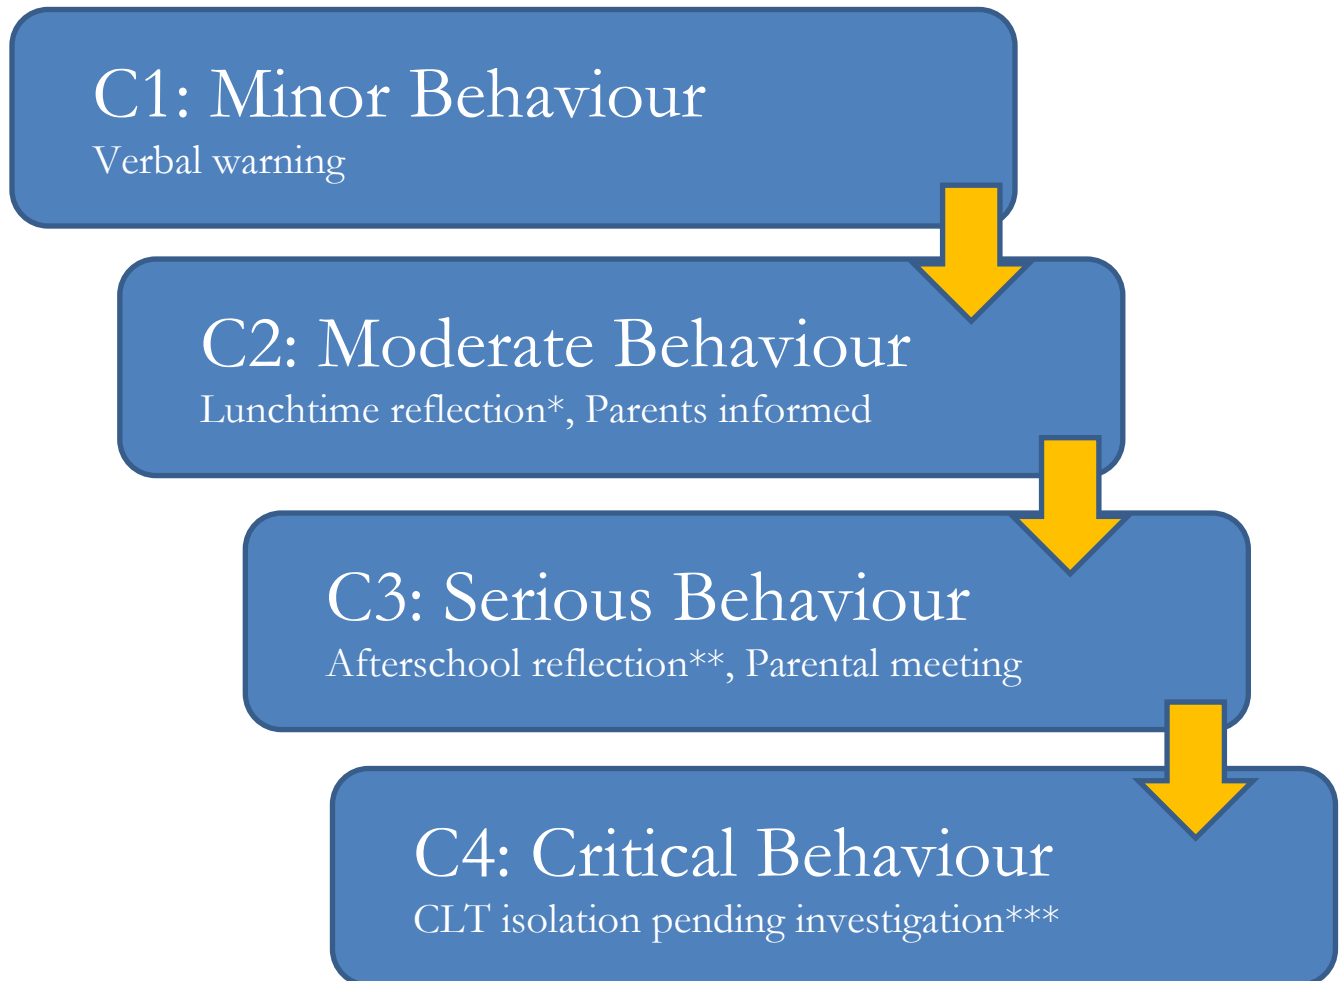 C1: Minor Behaviour
Verbal warning
C2: Moderate Behaviour
Lunchtime reflection*, Parents informed
C3: Serious Behaviour
Afterschool reflection**, Parental meeting
C4: Critical Behaviour
CLT isolation pending investigation***